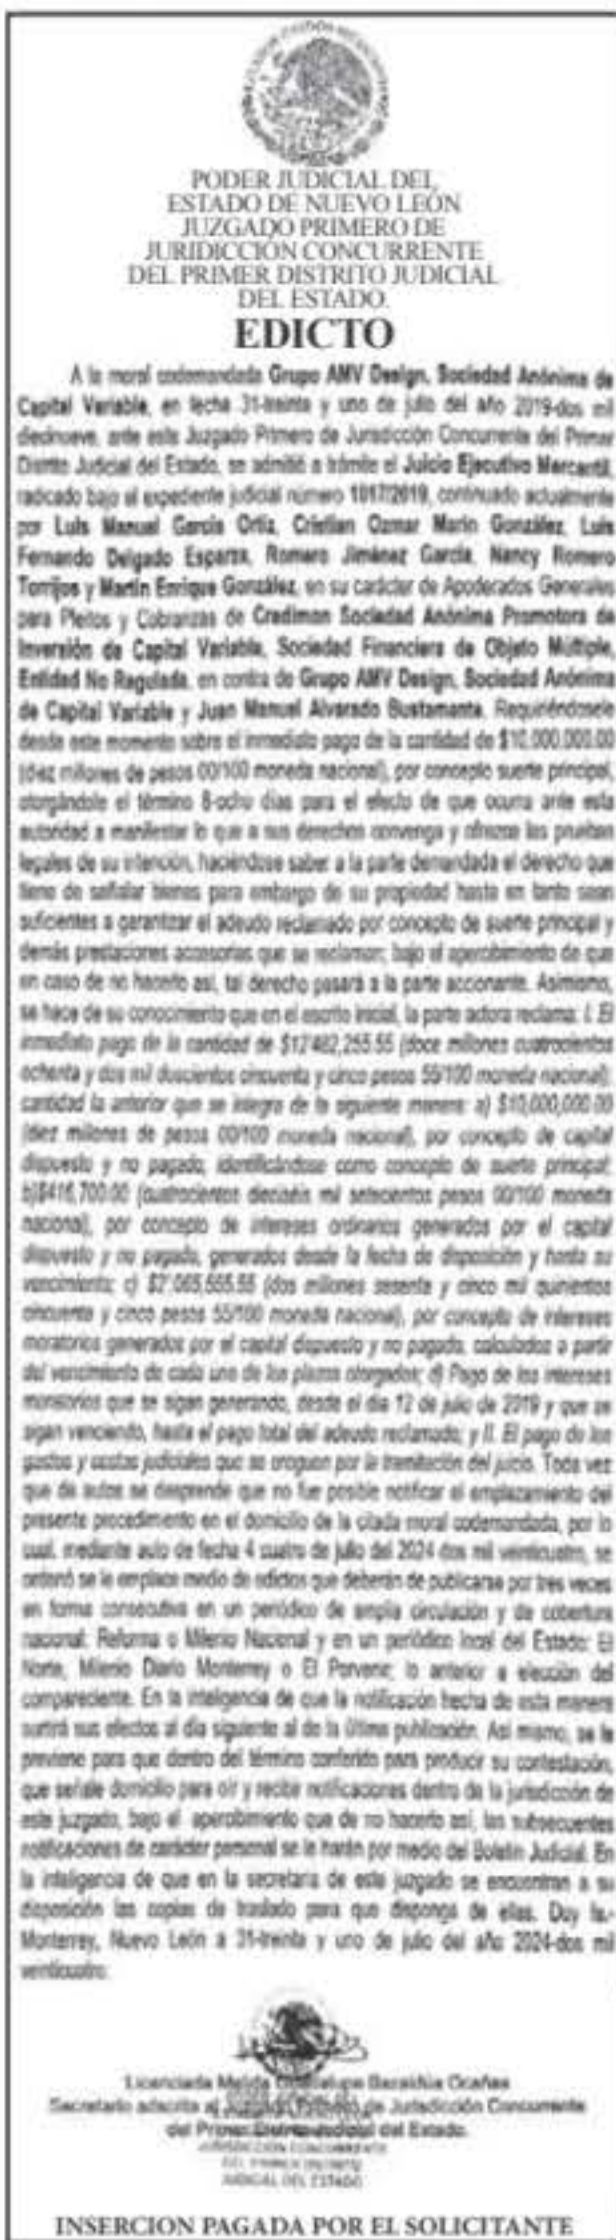 PODER JUDICIAL DEL
ESTADO DE NUEVO LEÓN
JUZGADO PRIMERO DE
JURIDICCIÓN CONCURRENTE
DEL PRIMER DISTRITO JUDICIAL
DEL ESTADO.
EDICTO
A la moral codemandada Grupo AMV Design, Sociedad Anónima de
Capital Variable, en fecha 31-treinta y uno de julio del año 2019-dos mil
diecinueve, ante este Juzgado Primero de Jurisdicción Concurrente del Primer
Distrito Judicial del Estado, se admitió a trámite el Juicio Ejecutivo Mercantil,
radicado bajo el expediente judicial número 1017/2019, continuado actualmente
por Luis Manuel García Ortiz, Cristian Ozmar Marin González, Luis
Fernando Delgado Esparza, Romero Jiménez García, Nancy Romero
Torrijos y Martín Enrique González, en su carácter de Apoderados Generales
para Pleitos y Cobranzas de Credimon Sociedad Anónima Promotora de
Inversión de Capital Variable, Sociedad Financiera de Objeto Múltiple,
Entidad No Regulada, en contra de Grupo AMV Design, Sociedad Anónima
de Capital Variable y Juan Manuel Alvarado Bustamante. Requiriéndosele
desde este momento sobre el inmediato pago de la cantidad de $10,000,000.00
(diez millones de pesos 00/100 moneda nacional), por concepto suerte principal,
otorgándole el término 8-ocho días para el efecto de que ocurra ante esta
autoridad a manifestar lo que a sus derechos convenga y ofrezca las pruebas
legales de su intención, haciéndose saber a la parte demandada el derecho que
tiene de señalar bienes para embargo de su propiedad hasta en tanto sean
suficientes a garantizar el adeudo reclamado por concepto de suerte principal y
demás prestaciones accesorias que se reclamon; bajo el apercibimiento de que
en caso de no hacerlo así, tal derecho pasará a la parte accionante. Asimismo,
se hace de su conocimiento que en el escrito inicial, la parte actora reclama: I. El
inmediato pago de la cantidad de $12'482,255.55 (doce millones cuatrocientos
ochenta y dos mil doscientos cincuenta y cinco pesos 55/100 moneda nacional);
cantidad la anterior que se integra de la siguiente manera: a) $10,000,000.00
(diez millones de pesos 00/100 moneda nacional), por concepto de capital
dispuesto y no pagado, identificándose como concepto de suerte principal;
b)$416,700.00 (cuatrocientos dieciséis mil setecientos pesos 00/100 moneda
nacional), por concepto de intereses ordinarios generados por el capital
dispuesto y no pagado, generados desde la fecha de disposición y hasta su
vencimiento; c) $2'065,555.55 (dos millones sesenta y cinco mil quinientos
cincuenta y cinco pesos 55/100 moneda nacional), por concepto de intereses
moratorios generados por el capital dispuesto y no pagado, calculados a partir
del vencimiento de cada uno de los plazos otorgados; d) Pago de los intereses
moratorios que se sigan generando, desde el día 12 de julio de 2019 y que se
sigan venciendo, hasta el pago total del adeudo reclamado; y II. El pago de los
gastos y costas judiciales que se eroguen por la tramitación del juicio. Toda vez
que de autos se desprende que no fue posible notificar el emplazamiento del
presente procedimiento en el domicilio de la citada moral codemandada, por lo
cual, mediante auto de fecha 4 cuatro de julio del 2024 dos mil veinticuatro, se
ordenó se le emplace medio de edictos que deberán de publicarse por tres veces
en forma consecutiva en un periódico de amplia circulación y de cobertura
nacional: Reforma o Milenio Nacional y en un periódico local del Estado: El
Norte, Milenio Diario Monterrey o El Porvenir; lo anterior a elección del
compareciente. En la inteligencia de que la notificación hecha de esta manera
surtirá sus efectos al día siguiente al de la última publicación. Así mismo, se le
previene para que dentro del término conferido para producir su contestación,
que señale domicilio para oír y recibir notificaciones dentro de la jurisdicción de
este juzgado, bajo el apercibimiento que de no hacerlo así, las subsecuentes
notificaciones de carácter personal se le harán por medio del Boletín Judicial. En
la inteligencia de que en la secretaría de este juzgado se encuentran a su
disposición las copias de traslado para que disponga de ellas. Doy fe.-
Monterrey, Nuevo León a 31-treinta y uno de julio del año 2024-dos mil
veinticuatro.
Licenciada Guadalupe Ocañas
Secretario adscrita al Juzgado Primero de Jurisdicción Concurrente
del Primer Distrito Judicial del Estado.
JURISDICCIÓN CONCURRENTE
DEL PRIMER DISTRITO
JUDICIAL DEL ESTADO
INSERCION PAGADA POR EL SOLICITANTE